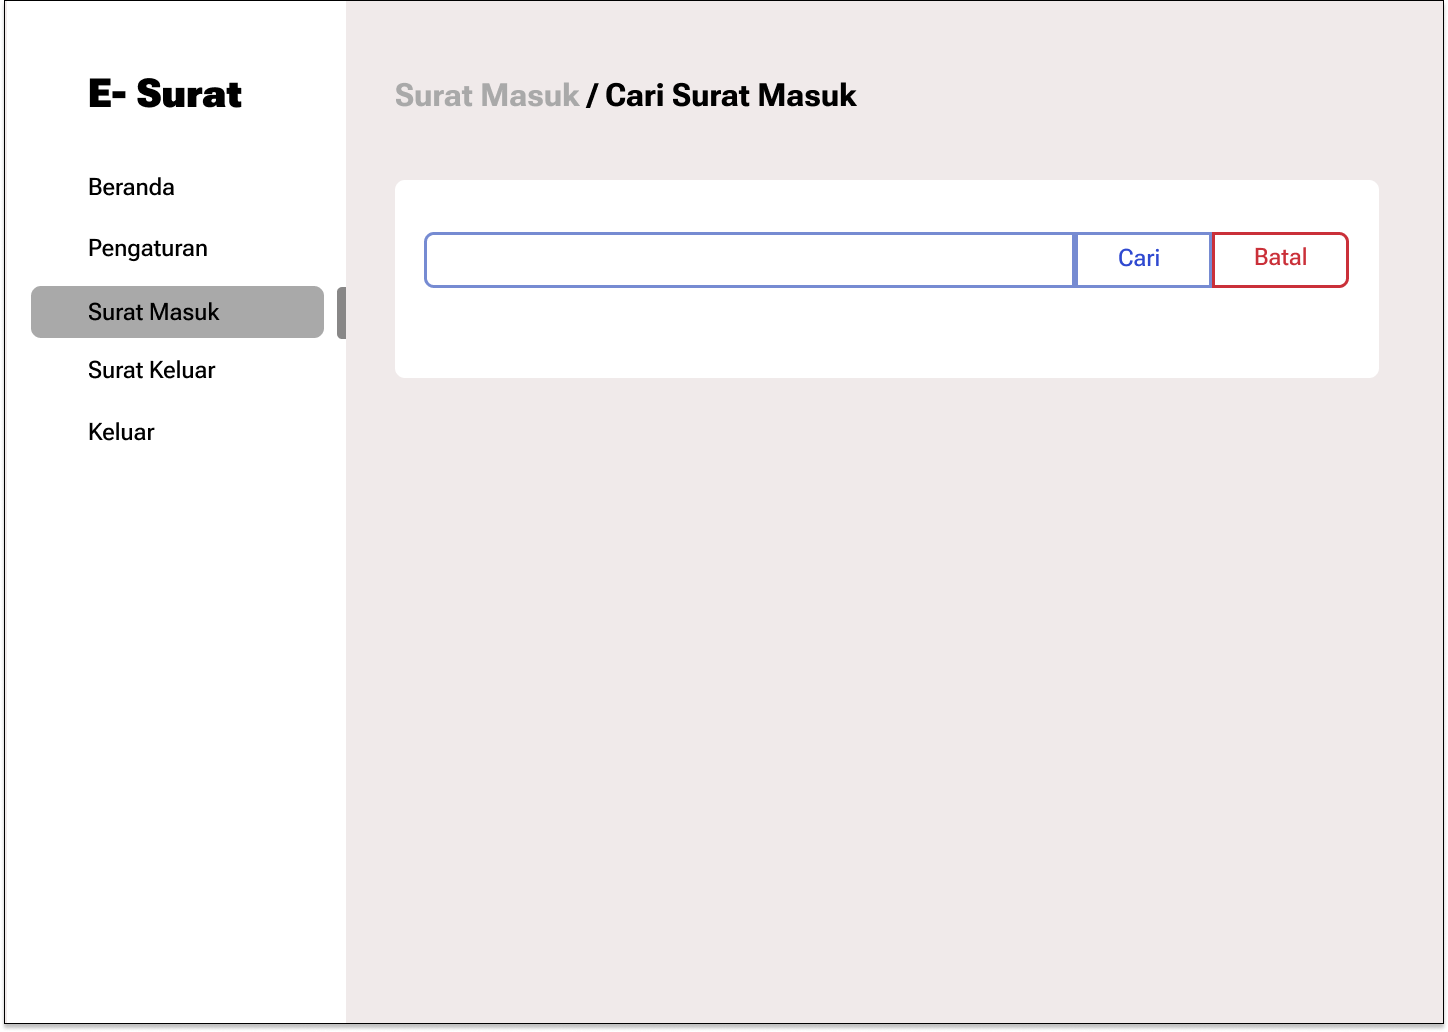 E- Surat
Beranda
Pengaturan
Surat Masuk
Surat Keluar
Keluar
Surat Masuk / Cari Surat Masuk
Cari
Batal